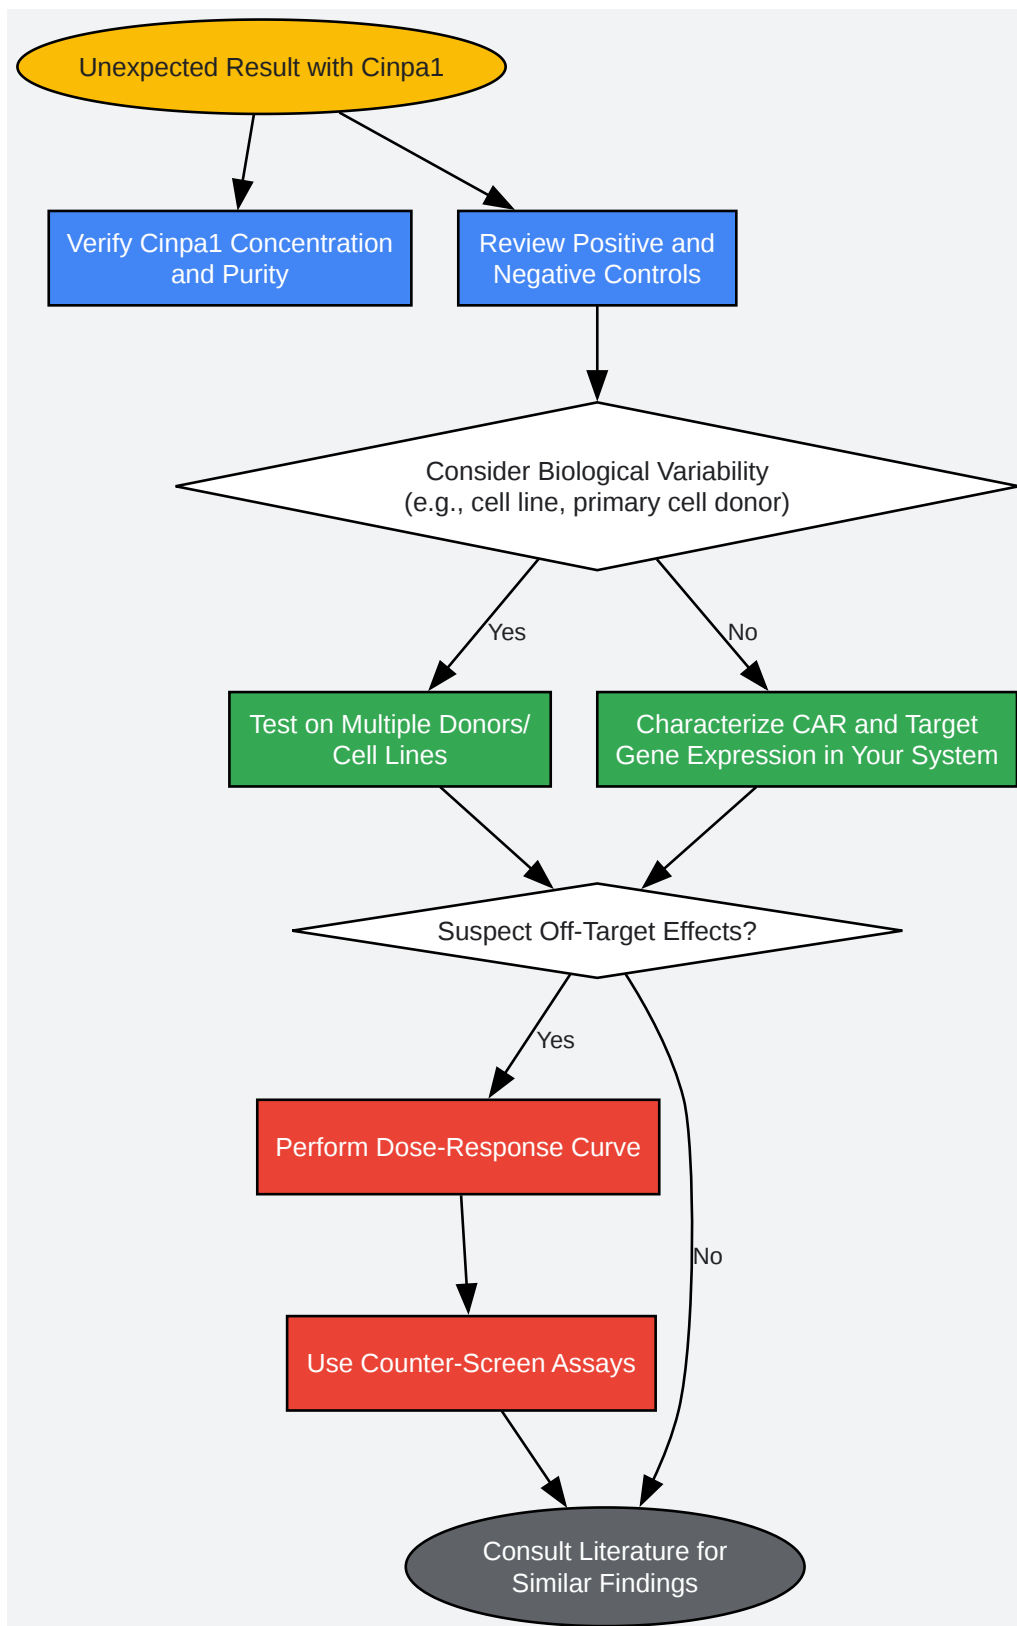 Unexpected Result with Cinpa1
Verify Cinpa1 Concentration
and Purity
Review Positive and
Negative Controls
Consider Biological Variability
(e.g., cell line, primary cell donor)
Yes
No
Test on Multiple Donors/
Cell Lines
Characterize CAR and Target
Gene Expression in Your System
Suspect Off-Target Effects?
Yes
Perform Dose-Response Curve
No
Use Counter-Screen Assays
Consult Literature for
Similar Findings